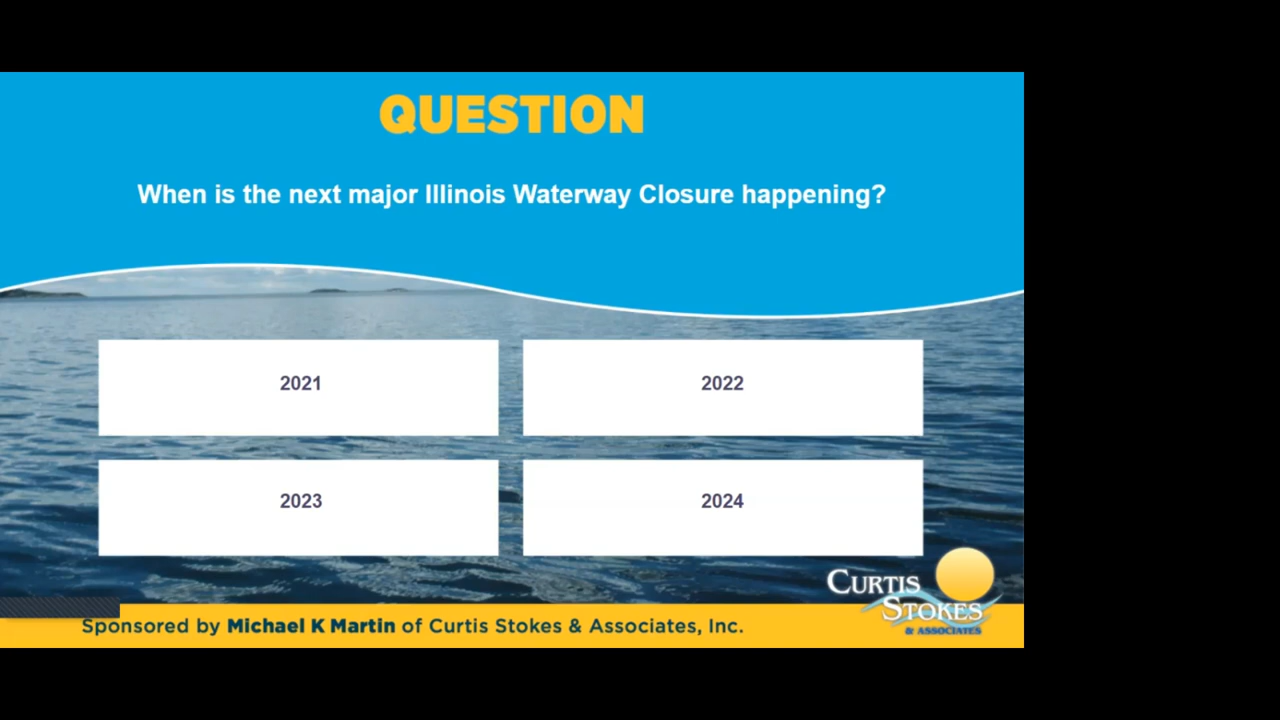 QUESTION
When is the next major Illinois Waterway Closure happening?
2021
2022
2023
2024
CURTIS
STOKES
& ASSOCIATES
Sponsored by Michael K Martin of Curtis Stokes & Associates, Inc.